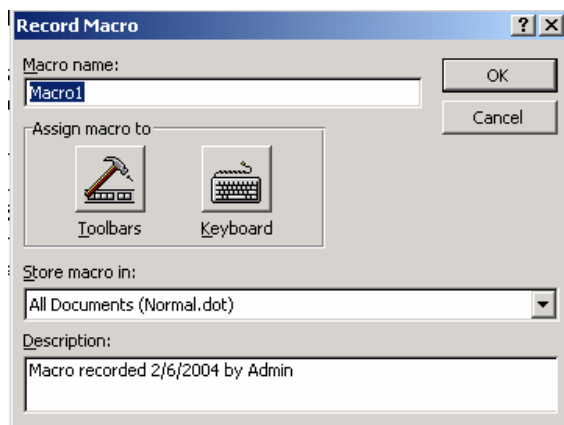 Record Macro
Macro name:
OK
Macro1
Cancel
Assign macro to
Toolbars
Keyboard
Store macro in:
All Documents (Normal.dot)
Description:
Macro recorded 2/6/2004 by Admin